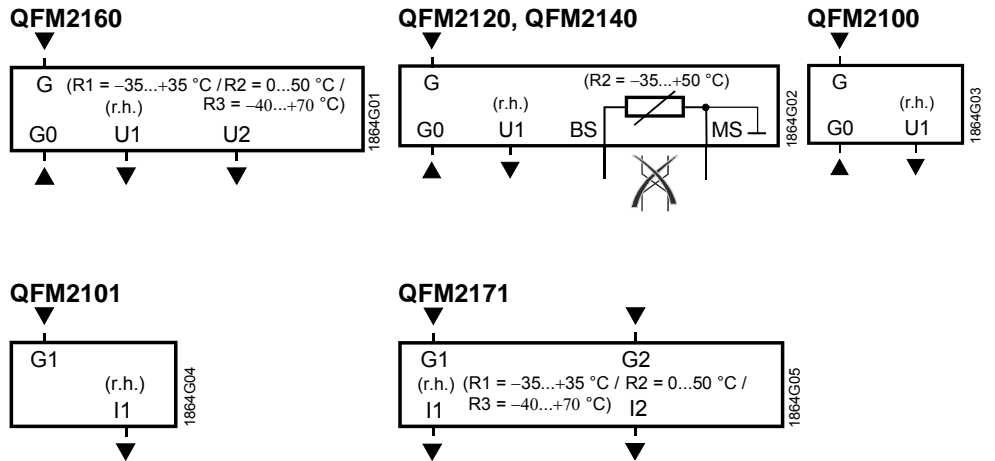 QFM2160
G (R1 = –35...+35 °C / R2 = 0...50 °C /
(r.h.) R3 = –40...+70 °C)
G0 U1 U2
1864G01
QFM2120, QFM2140
G (R2 = –35...+50 °C)
(r.h.)
G0 U1 BS MS
1864G02
QFM2100
G
(r.h.)
G0 U1
1864G03
QFM2101
G1
(r.h.)
I1
1864G04
QFM2171
G1 G2
(r.h.) (R1 = –35...+35 °C / R2 = 0...50 °C /
R3 = –40...+70 °C)
I1 I2
1864G05